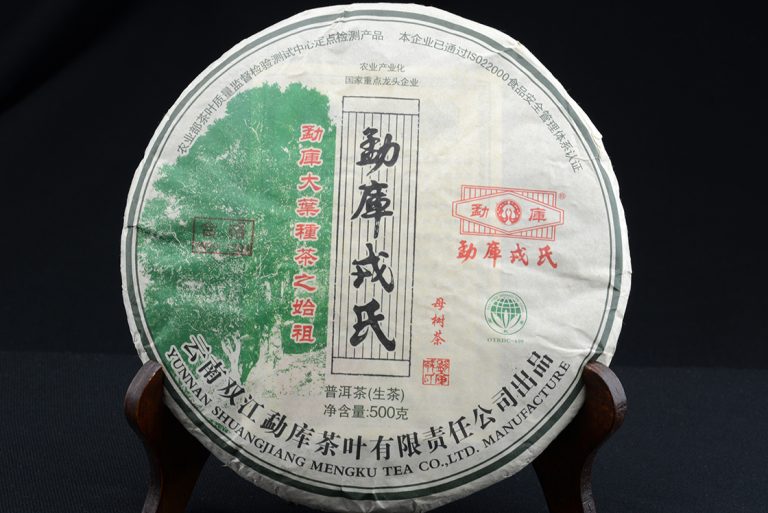 农业部茶叶质量监督检验测试中心定点检测产品 本企业已通过ISO22000食品安全管理体系认证
农业产业化
国家重点龙头企业
勐庫戎氏
勐庫大葉種茶之始祖
勐庫
®
勐庫戎氏
母树茶
普洱茶(生茶)
净含量:500克
云南双江勐库茶叶有限责任公司出品
YUNNAN SHUANGJIANG MENGKU TEA CO.,LTD. MANUFACTURE